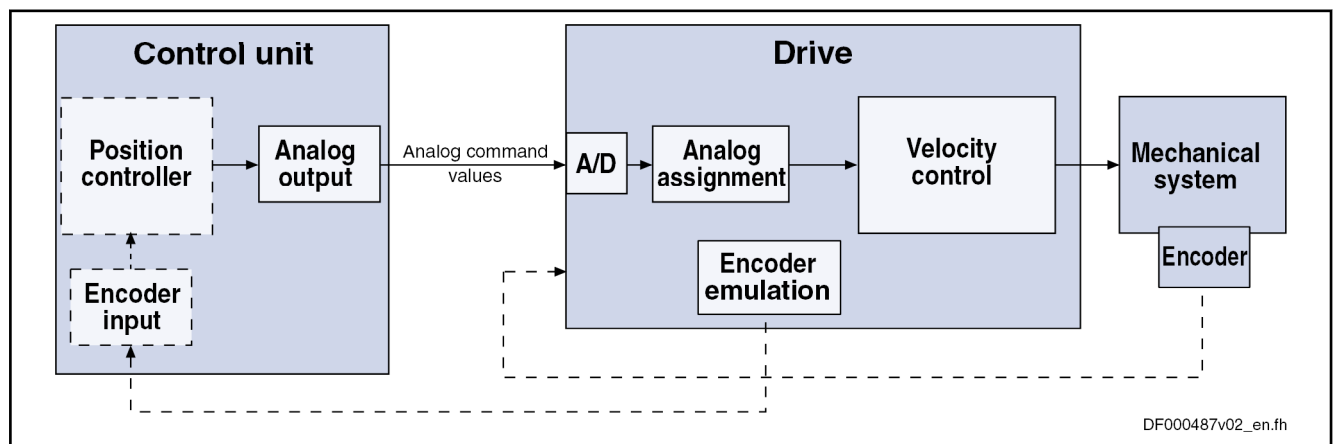 Control unit
Drive
Position
controller
Analog
output
Analog command
values
A/D
Analog
assignment
Velocity
control
Mechanical
system
Encoder
Encoder
input
Encoder
emulation
DF000487v02_en.fh